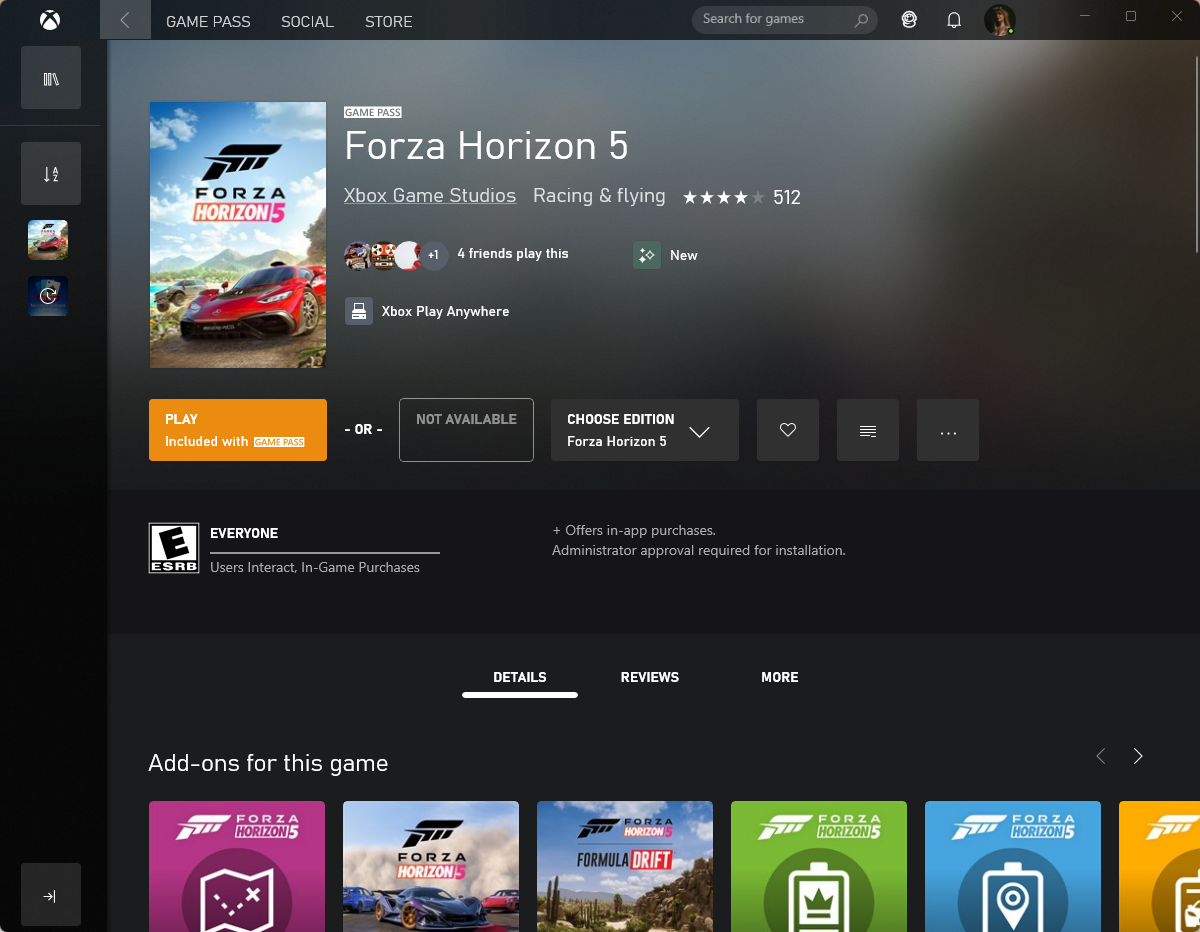 GAME PASS
SOCIAL
STORE
Search for games
A
Z
FORZA
HORIZON 5
GAME PASS
Forza Horizon 5
Xbox Game Studios
Racing & flying
512
+1
4 friends play this
New
Xbox Play Anywhere
PLAY
Included with GAME PASS
- OR -
NOT AVAILABLE
CHOOSE EDITION
Forza Horizon 5
...
E
ESRB
EVERYONE
Users Interact, In-Game Purchases
+ Offers in-app purchases.
Administrator approval required for installation.
DETAILS
REVIEWS
MORE
Add-ons for this game
FORZA
HORIZON 5
FORZA
HORIZON 5
FORZA
HORIZON 5
FORMULA DRIFT
FORZA
HORIZON 5
FORZA
HORIZON 5